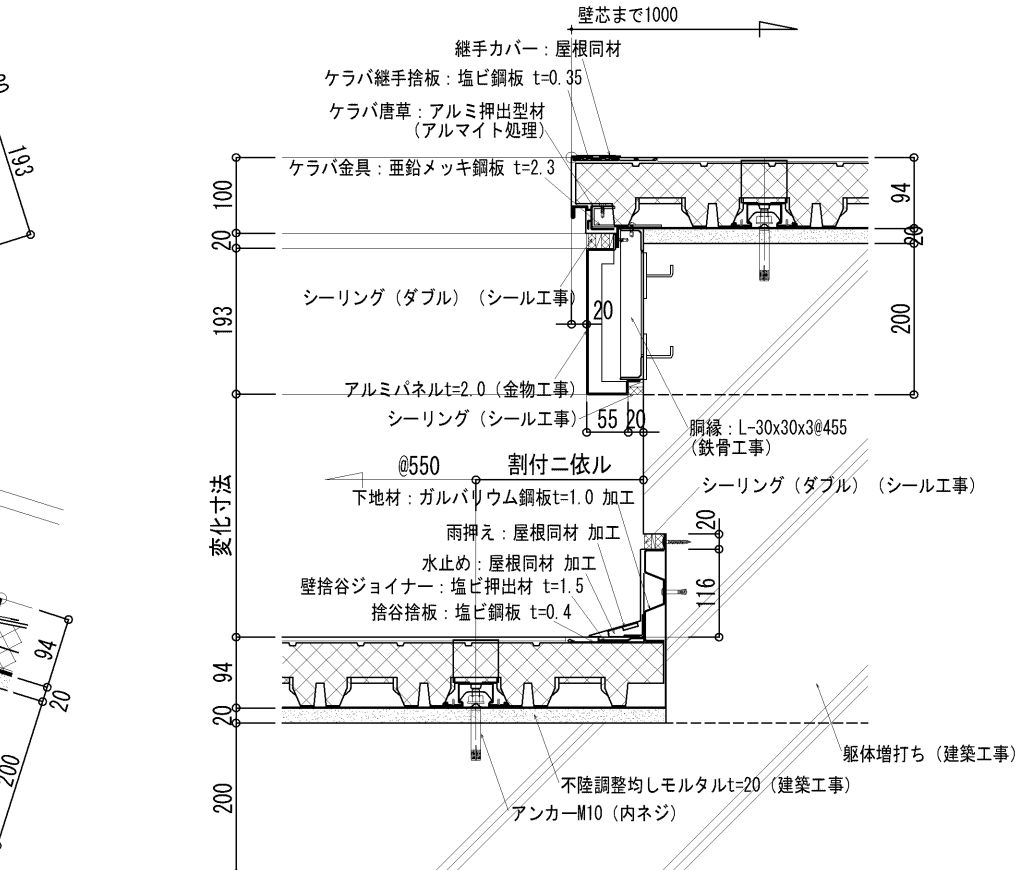 壁芯まで1000
継手カバー：屋根同材
ケラバ継手捨板：塩ビ鋼板 t=0.35
ケラバ唐草：アルミ押出型材
（アルマイト処理）
ケラバ金具：亜鉛メッキ鋼板 t=2.3
193
100
20
193
94
20
200
シーリング（ダブル）（シール工事）
20
アルミパネルt=2.0（金物工事）
シーリング（シール工事）
55
20
胴縁：L-30x30x3@455
（鉄骨工事）
@550
割付ニ依ル
シーリング（ダブル）（シール工事）
下地材：ガルバリウム鋼板t=1.0 加工
変化寸法
20
雨押え：屋根同材 加工
水止め：屋根同材 加工
壁捨谷ジョイナー：塩ビ押出材 t=1.5
116
捨谷捨板：塩ビ鋼板 t=0.4
94
20
200
94
20
200
躯体増打ち（建築工事）
不陸調整均しモルタルt=20（建築工事）
アンカーM10（内ネジ）